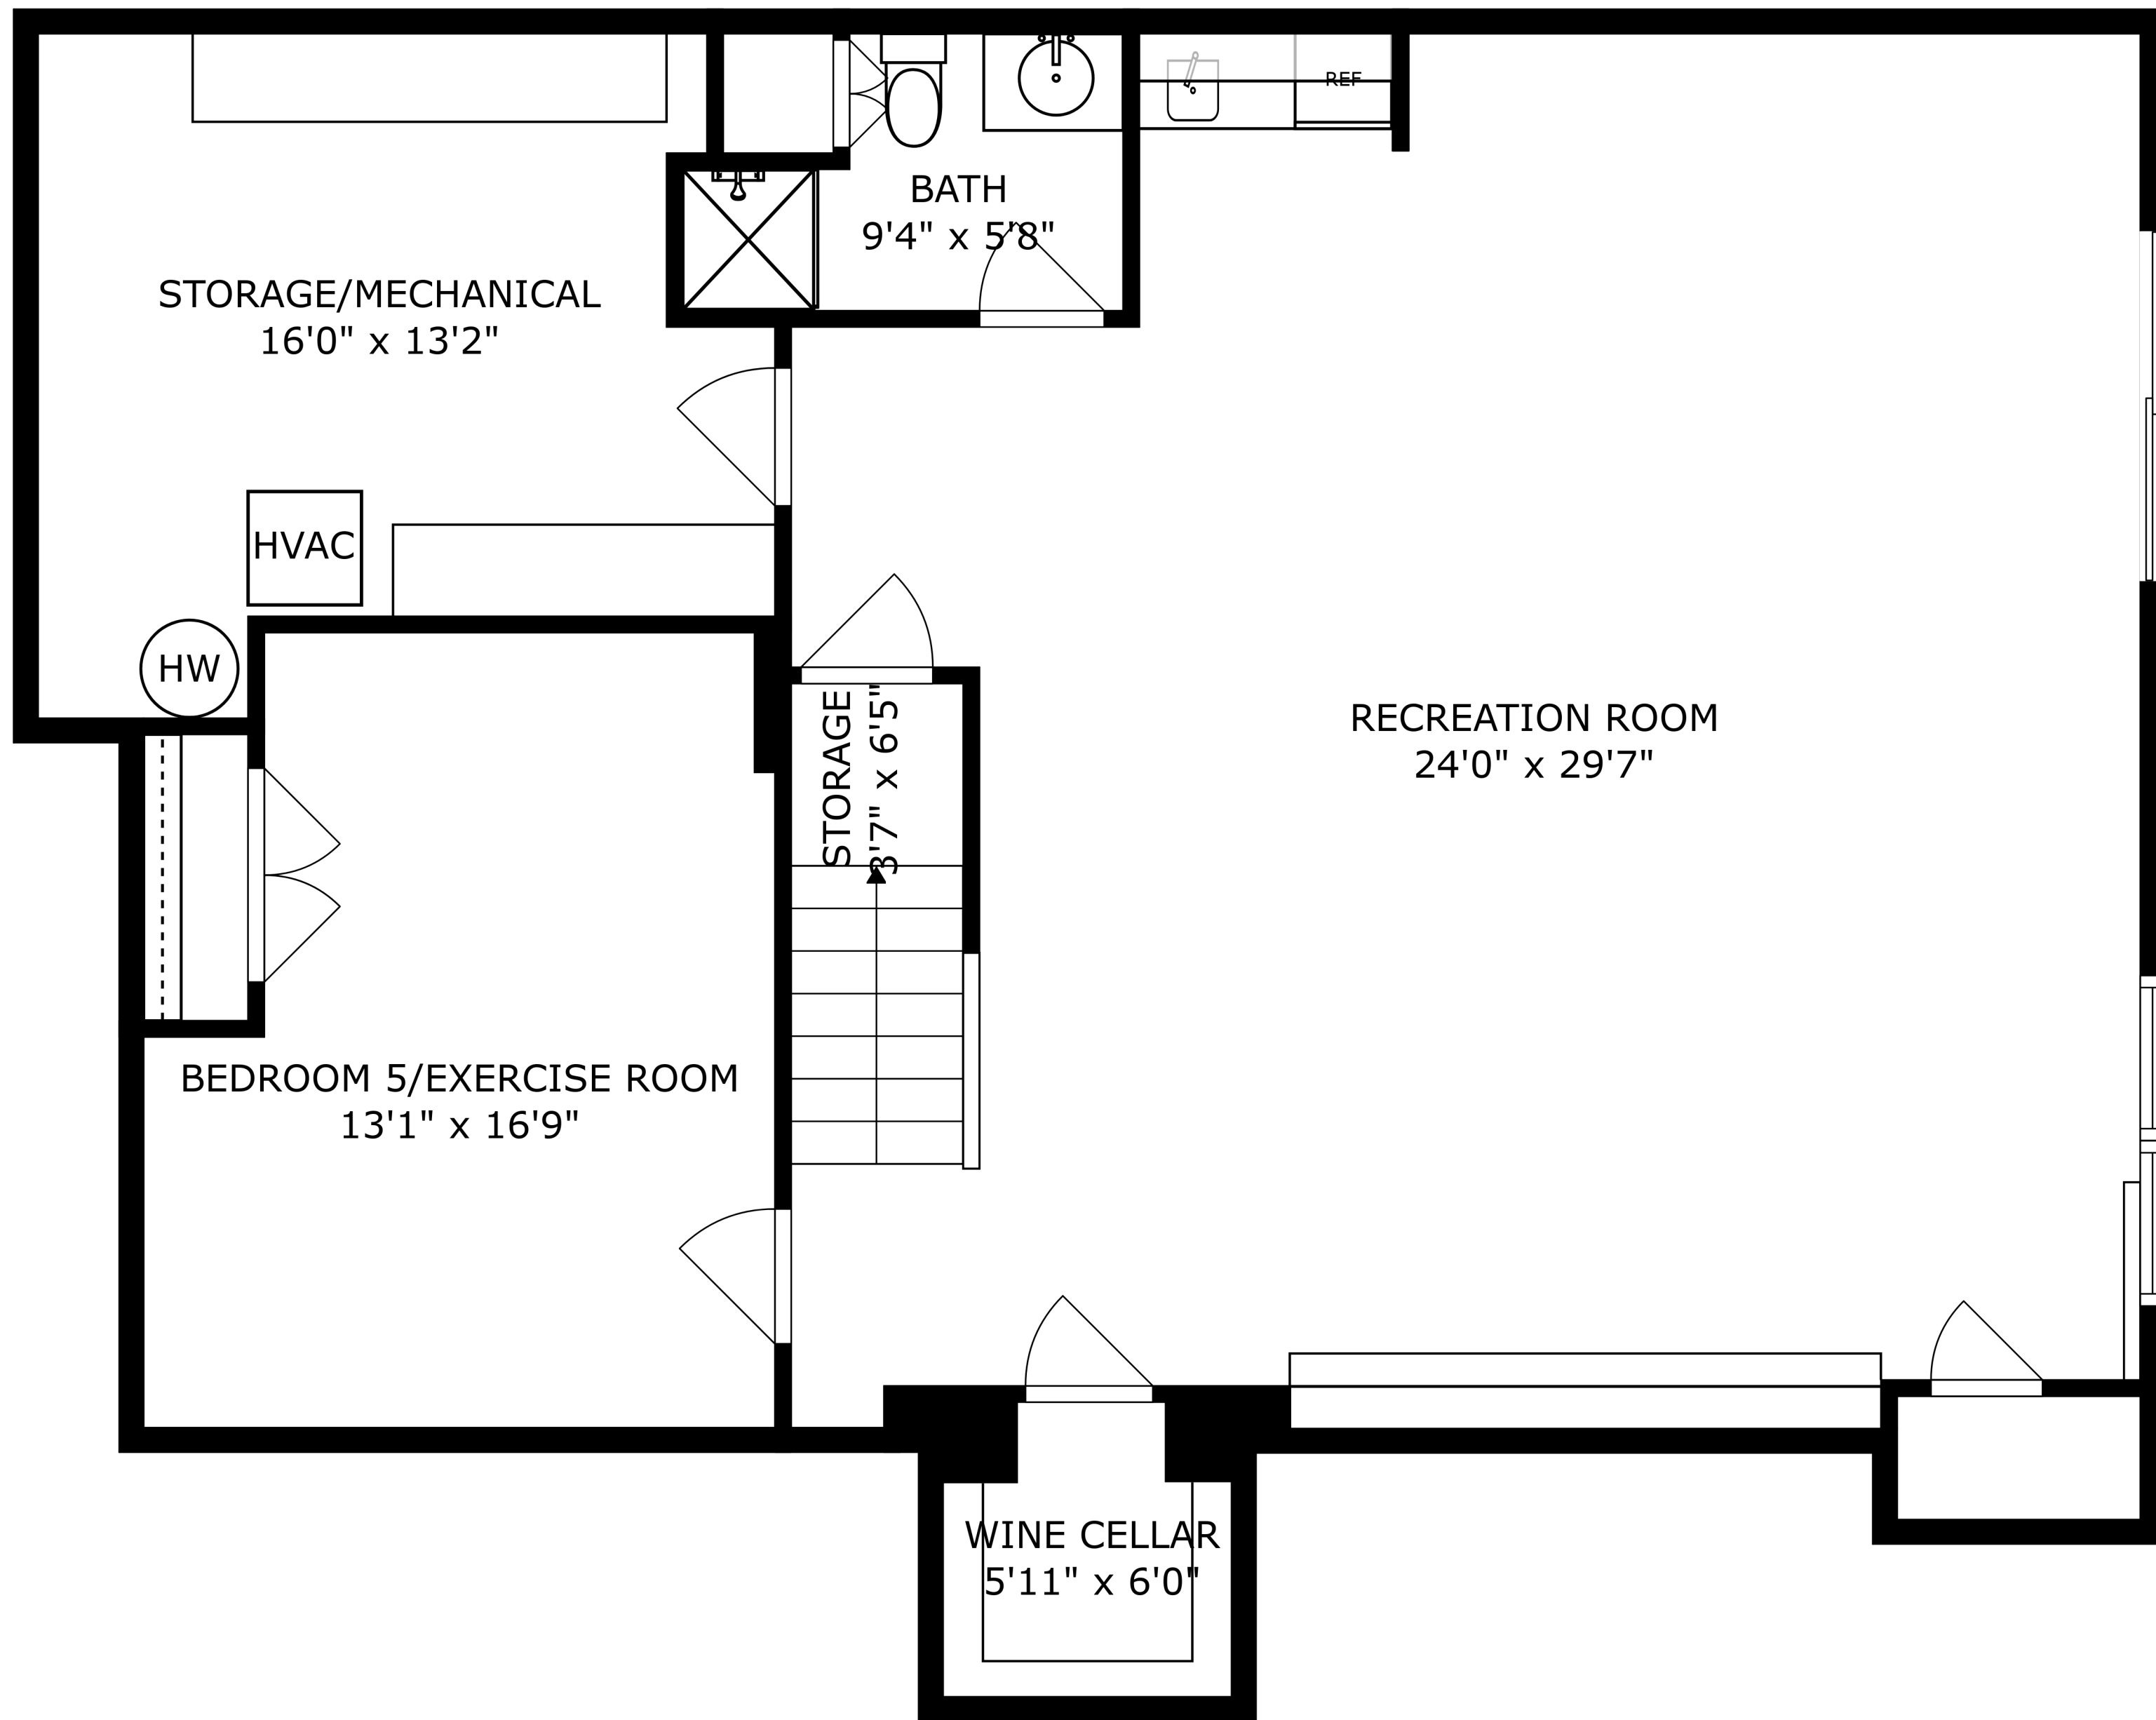 REF
BATH
9'4" x 5'8"
STORAGE/MECHANICAL
16'0" x 13'2"
HVAC
HW
STORAGE
3'7" x 6'5"
RECREATION ROOM
24'0" x 29'7"
BEDROOM 5/EXERCISE ROOM
13'1" x 16'9"
WINE CELLAR
5'11" x 6'0"